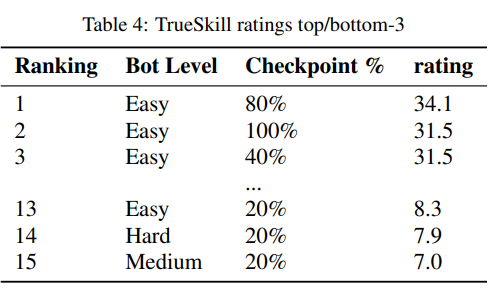 Table 4: TrueSkill ratings top/bottom-3
Ranking Bot Level Checkpoint % rating
1 Easy 80% 34.1
2 Easy 100% 31.5
3 Easy 40% 31.5
...
13 Easy 20% 8.3
14 Hard 20% 7.9
15 Medium 20% 7.0